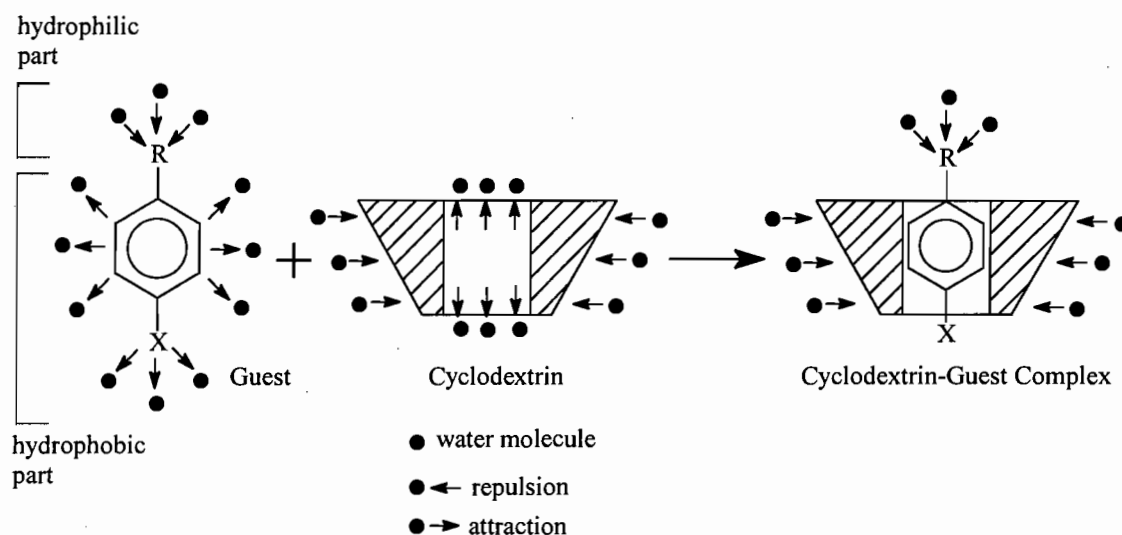 hydrophilic
part
R
X
hydrophobic
part
Guest
+
Cyclodextrin
R
X
Cyclodextrin-Guest Complex
water molecule
repulsion
attraction